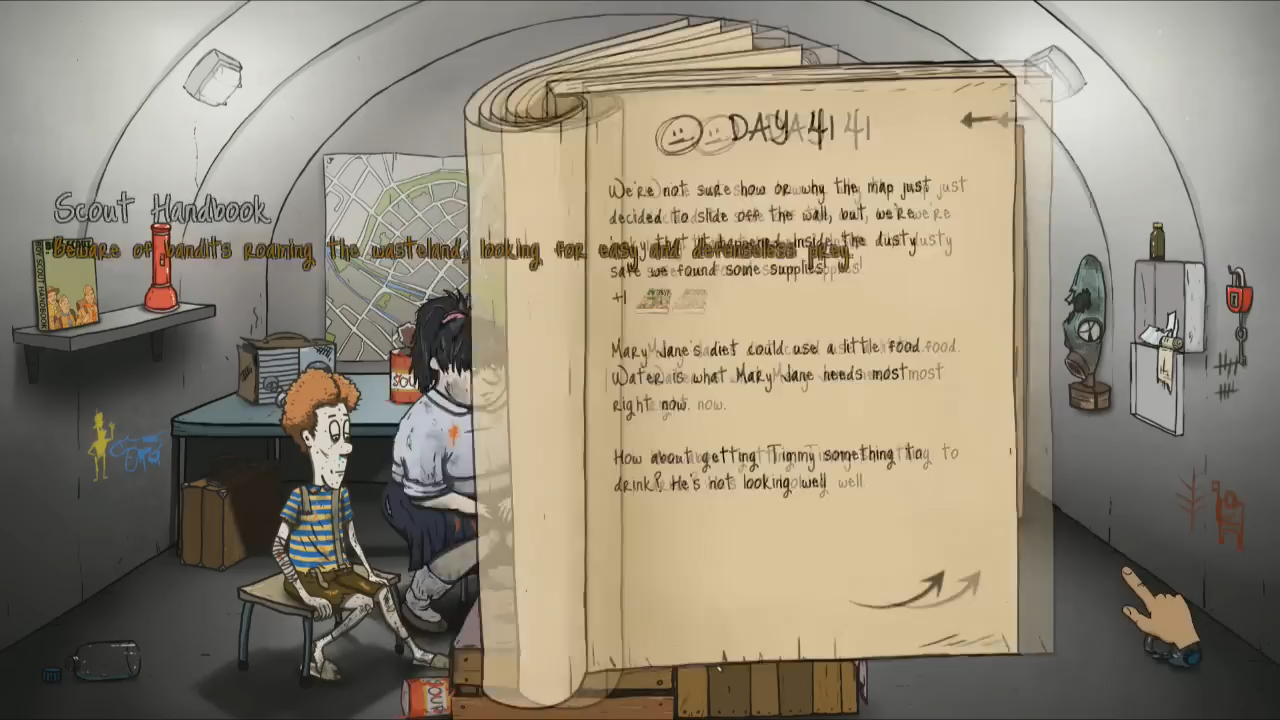 DAY 41
We're not sure how or why the map just
decided to slide off the wall, but, we're
that it happened. Inside the dusty
safe we found some supplies!
+1
Mary Jane's diet could use a little food.
Water is what Mary Jane needs most
right now.
How about getting Timmy something to
drink? He's not looking well
Scout Handbook
Beware of bandits roaming the wasteland, looking for easy and defenseless prey.
SCOUT HANDBOOK
SOUP